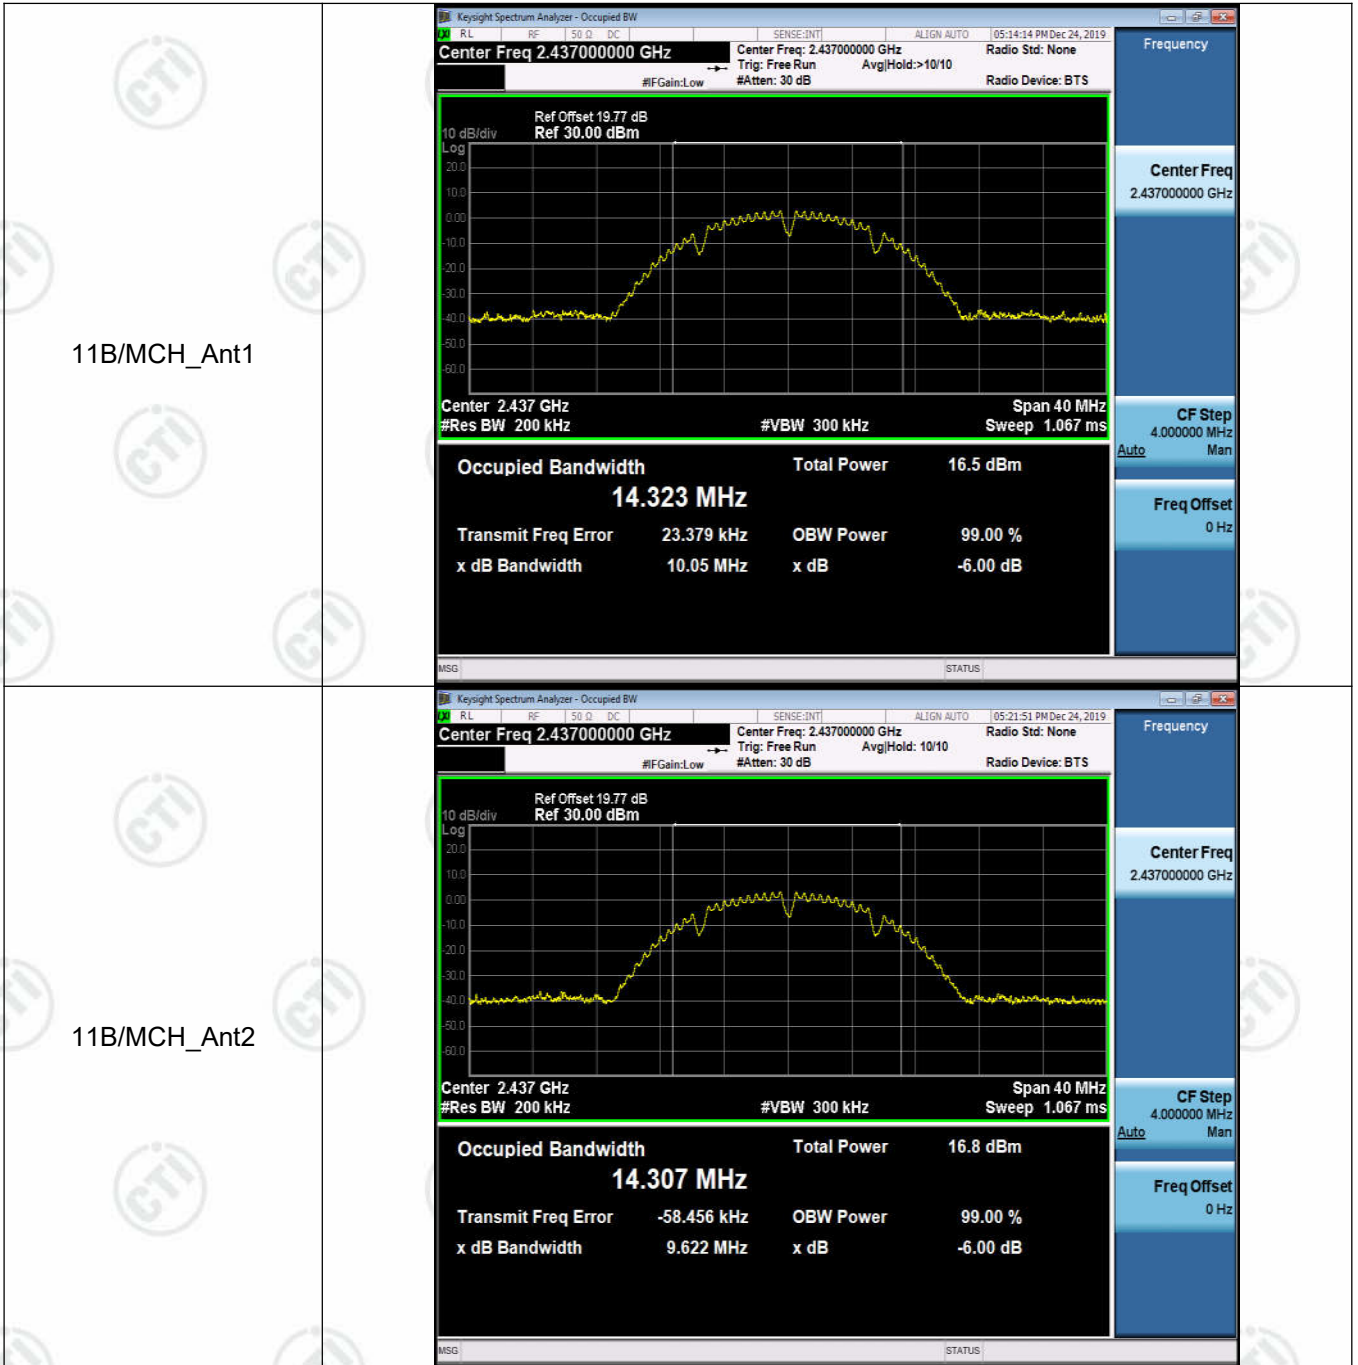 11B/MCH_Ant1
Keysight Spectrum Analyzer - Occupied BW
RL RF 50 Ω DC SENSE:INT ALIGN AUTO 05:14:14 PM Dec 24, 2019
Center Freq 2.437000000 GHz
Center Freq: 2.437000000 GHz Radio Std: None
Trig: Free Run Avg|Hold:>10/10
#IFGain:Low #Atten: 30 dB Radio Device: BTS
Ref Offset 19.77 dB
10 dB/div Ref 30.00 dBm
Log
20.0
10.0
0.00
-10.0
-20.0
-30.0
-40.0
-50.0
-60.0
Center 2.437 GHz Span 40 MHz
#Res BW 200 kHz #VBW 300 kHz Sweep 1.067 ms
Occupied Bandwidth Total Power 16.5 dBm
14.323 MHz
Transmit Freq Error 23.379 kHz OBW Power 99.00 %
x dB Bandwidth 10.05 MHz x dB -6.00 dB
MSG STATUS
Frequency
Center Freq
2.437000000 GHz
CF Step
4.000000 MHz
Auto Man
Freq Offset
0 Hz
11B/MCH_Ant2
Keysight Spectrum Analyzer - Occupied BW
RL RF 50 Ω DC SENSE:INT ALIGN AUTO 05:21:51 PM Dec 24, 2019
Center Freq 2.437000000 GHz
Center Freq: 2.437000000 GHz Radio Std: None
Trig: Free Run Avg|Hold: 10/10
#IFGain:Low #Atten: 30 dB Radio Device: BTS
Ref Offset 19.77 dB
10 dB/div Ref 30.00 dBm
Log
20.0
10.0
0.00
-10.0
-20.0
-30.0
-40.0
-50.0
-60.0
Center 2.437 GHz Span 40 MHz
#Res BW 200 kHz #VBW 300 kHz Sweep 1.067 ms
Occupied Bandwidth Total Power 16.8 dBm
14.307 MHz
Transmit Freq Error -58.456 kHz OBW Power 99.00 %
x dB Bandwidth 9.622 MHz x dB -6.00 dB
MSG STATUS
Frequency
Center Freq
2.437000000 GHz
CF Step
4.000000 MHz
Auto Man
Freq Offset
0 Hz
CTI